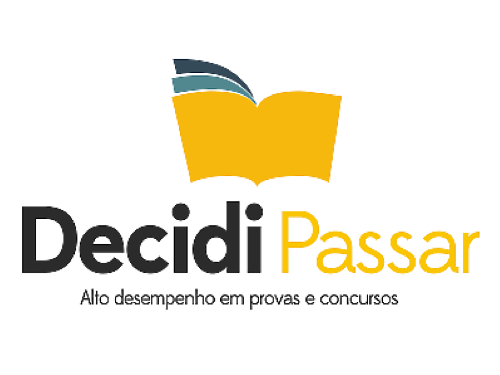 Decidi Passar
Alto desempenho em provas e concursos